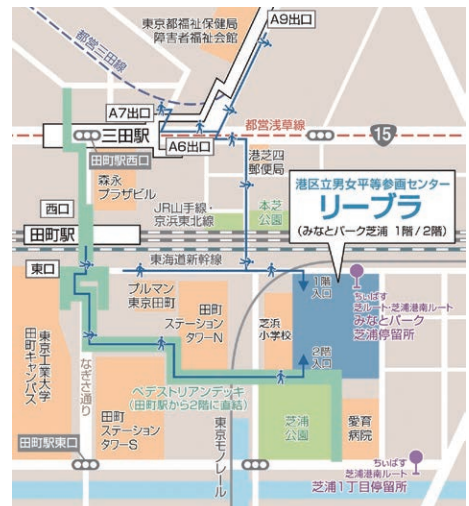 東京都福祉保健局
障害者福祉会館
A9出口
都営三田線
A7出口
三田駅
A6出口
都営浅草線
15
田町駅西口
港芝四
郵便局
森永
プラザビル
港区立男女平等参画センター
リーブラ
(みなとパーク芝浦 1階/2階)
本芝
公園
JR山手線・
京浜東北線
西口
田町駅
東海道新幹線
東口
1階
入口
ちぃばす
芝ルート・芝浦港南ルート
みなとパーク
芝浦停留所
プルマン
東京田町
田町
ステーション
タワーN
芝浜
小学校
2階
入口
東京工業大学
田町キャンパス
なぎさ通り
ペデストリアンデッキ
(田町駅から2階に直結)
田町
ステーション
タワーS
東京モノレール
芝浦
公園
愛育
病院
田町駅東口
ちぃばす
芝浦港南ルート
芝浦1丁目停留所